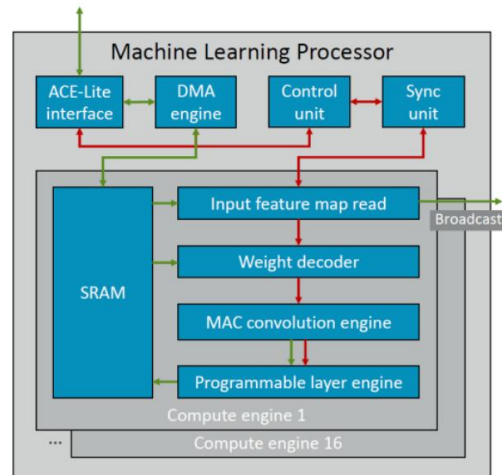 Machine Learning Processor
ACE-Lite
interface
DMA
engine
Control
unit
Sync
unit
Input feature map read
Broadcast
Weight decoder
SRAM
MAC convolution engine
Programmable layer engine
Compute engine 1
...
Compute engine 16